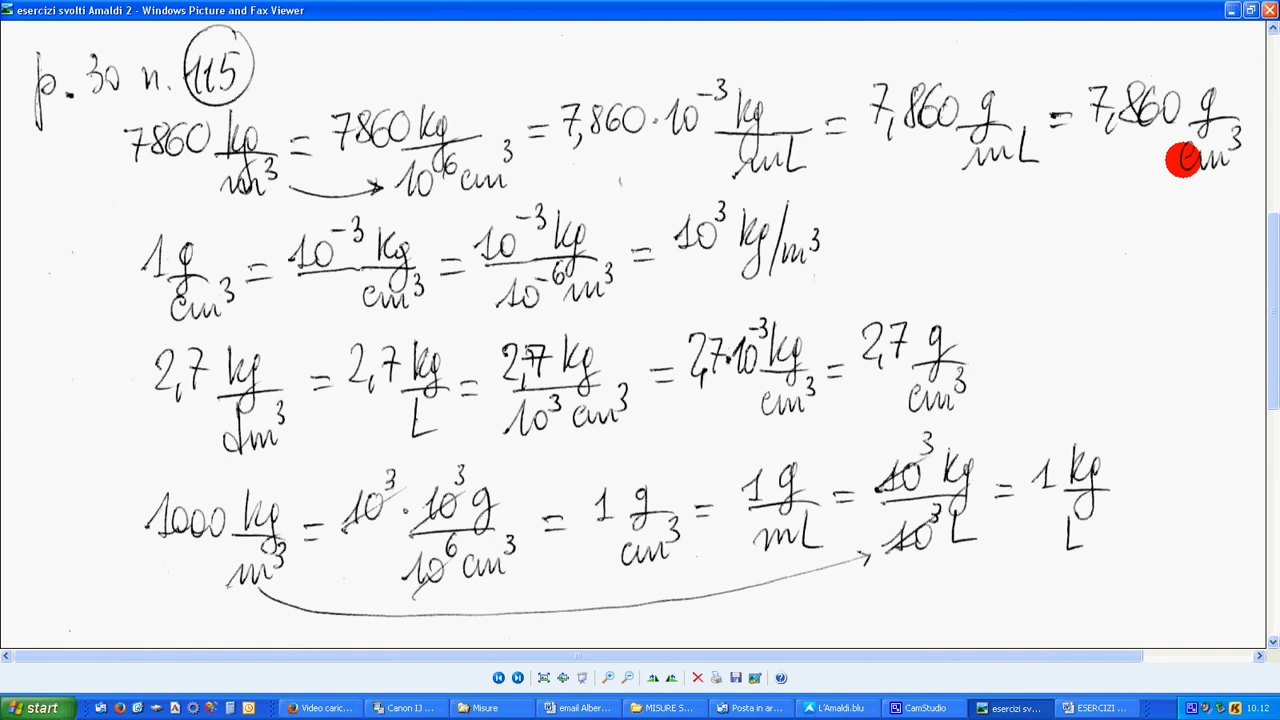 esercizi svolti Amaldi 2 - Windows Picture and Fax Viewer
p. 30 n. 115
7860 kg/m³ = 7860 kg/10⁶ cm³ = 7,860·10⁻³ kg/mL = 7,860 g/mL = 7,860 g/cm³
1 g/cm³ = 10⁻³ kg/cm³ = 10⁻³ kg/10⁻⁶ m³ = 10³ kg/m³
2,7 kg/dm³ = 2,7 kg/L = 2,7 kg/10³ cm³ = 2,7·10⁻³ kg/cm³ = 2,7 g/cm³
1000 kg/m³ = 10³ · 10³ g/10⁶ cm³ = 1 g/cm³ = 1 g/mL = 10³ kg/10³ L = 1 kg/L
start Video caric... Canon IJ ... Misure email Alber... MISURE S... Posta in ar... L'Amaldi.blu CamStudio esercizi sv... ESERCIZI ... 10.12